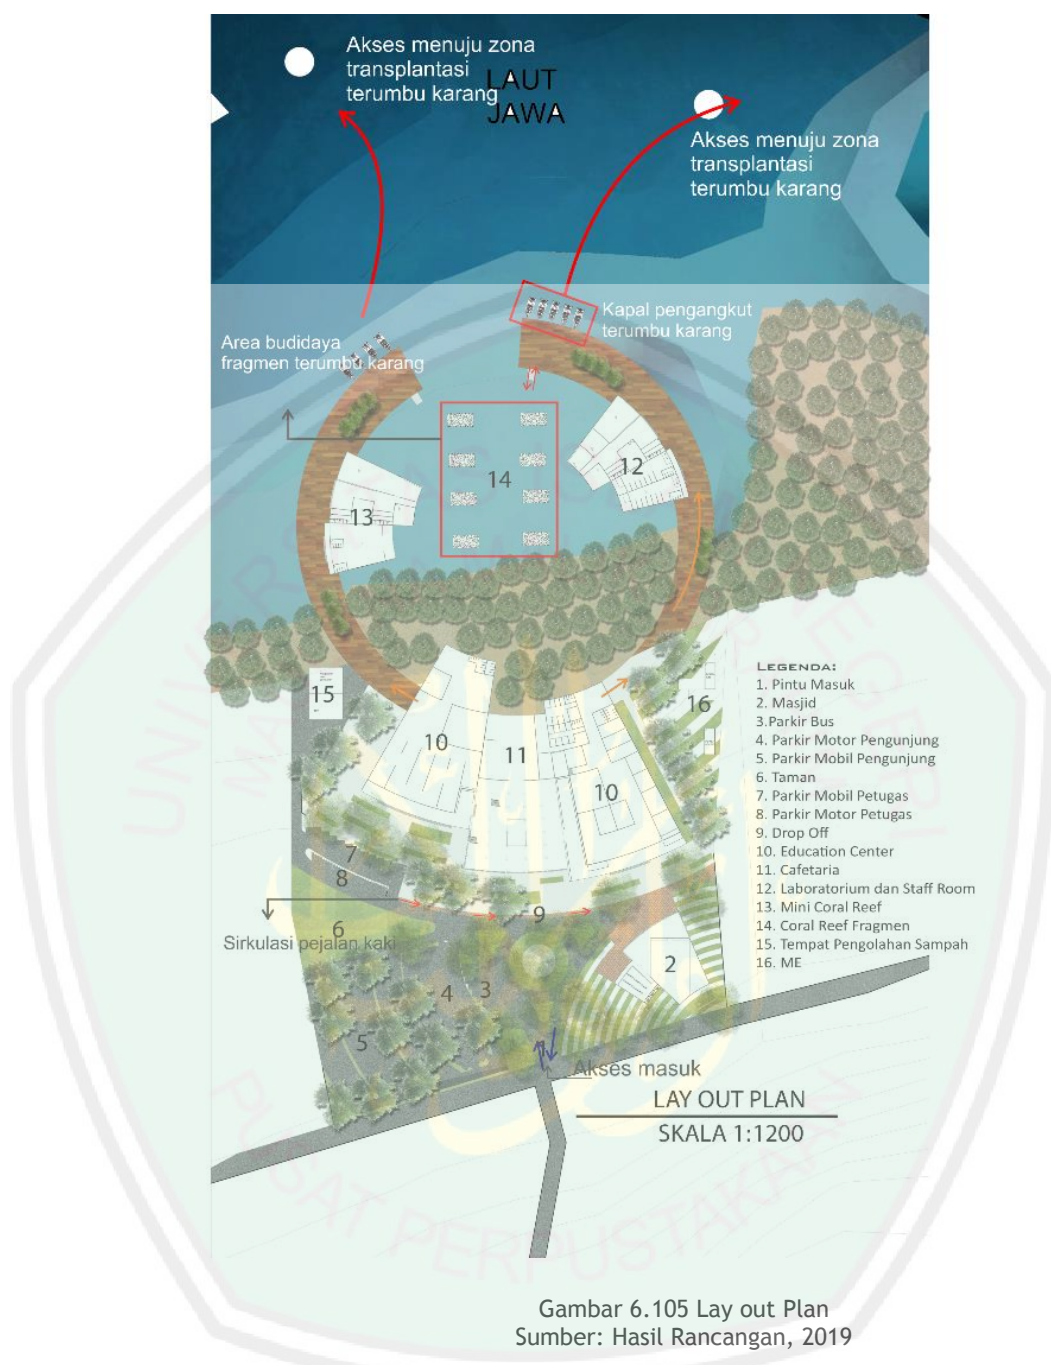 Akses menuju zona
transplantasi
terumbu karang
LAUT
JAWA
Akses menuju zona
transplantasi
terumbu karang
Kapal pengangkut
terumbu karang
Area budidaya
fragmen terumbu karang
12
14
13
15
16
10
11
10
7
8
9
6
Sirkulasi pejalan kaki
2
4
3
5
LEGENDA:
1. Pintu Masuk
2. Masjid
3.Parkir Bus
4. Parkir Motor Pengunjung
5. Parkir Mobil Pengunjung
6. Taman
7. Parkir Mobil Petugas
8. Parkir Motor Petugas
9. Drop Off
10. Education Center
11. Cafetaria
12. Laboratorium dan Staff Room
13. Mini Coral Reef
14. Coral Reef Fragmen
15. Tempat Pengolahan Sampah
16. ME
Akses masuk
LAY OUT PLAN
SKALA 1:1200
PUSAT PERPUSTAKAAN
Gambar 6.105 Lay out Plan
Sumber: Hasil Rancangan, 2019